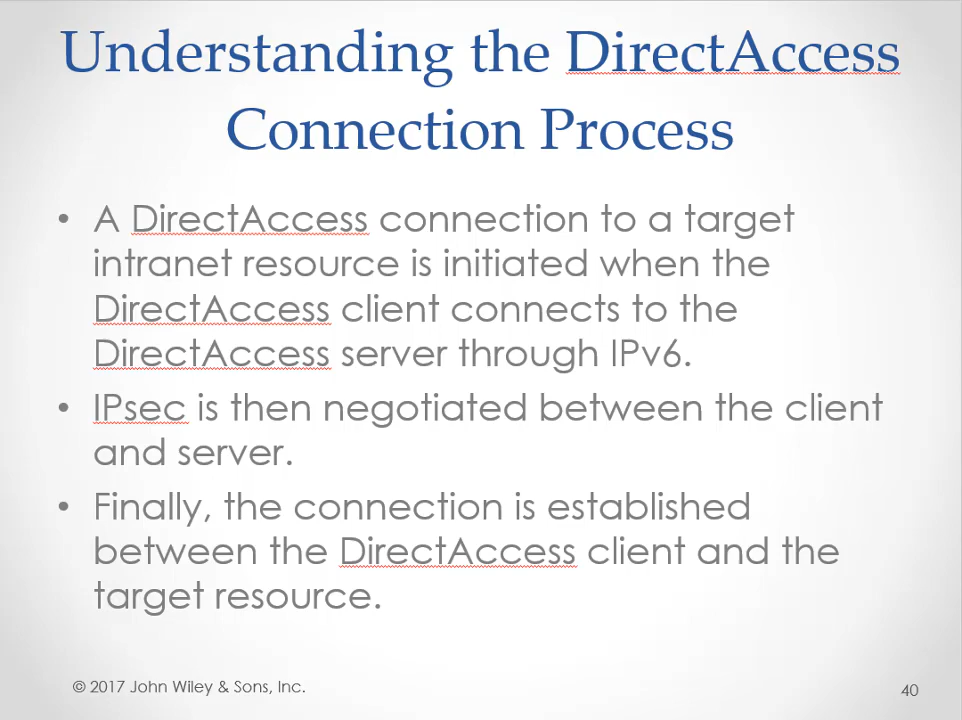 Understanding the DirectAccess
Connection Process
• A DirectAccess connection to a target
intranet resource is initiated when the
DirectAccess client connects to the
DirectAccess server through IPv6.
• IPsec is then negotiated between the client
and server.
• Finally, the connection is established
between the DirectAccess client and the
target resource.
© 2017 John Wiley & Sons, Inc.
40